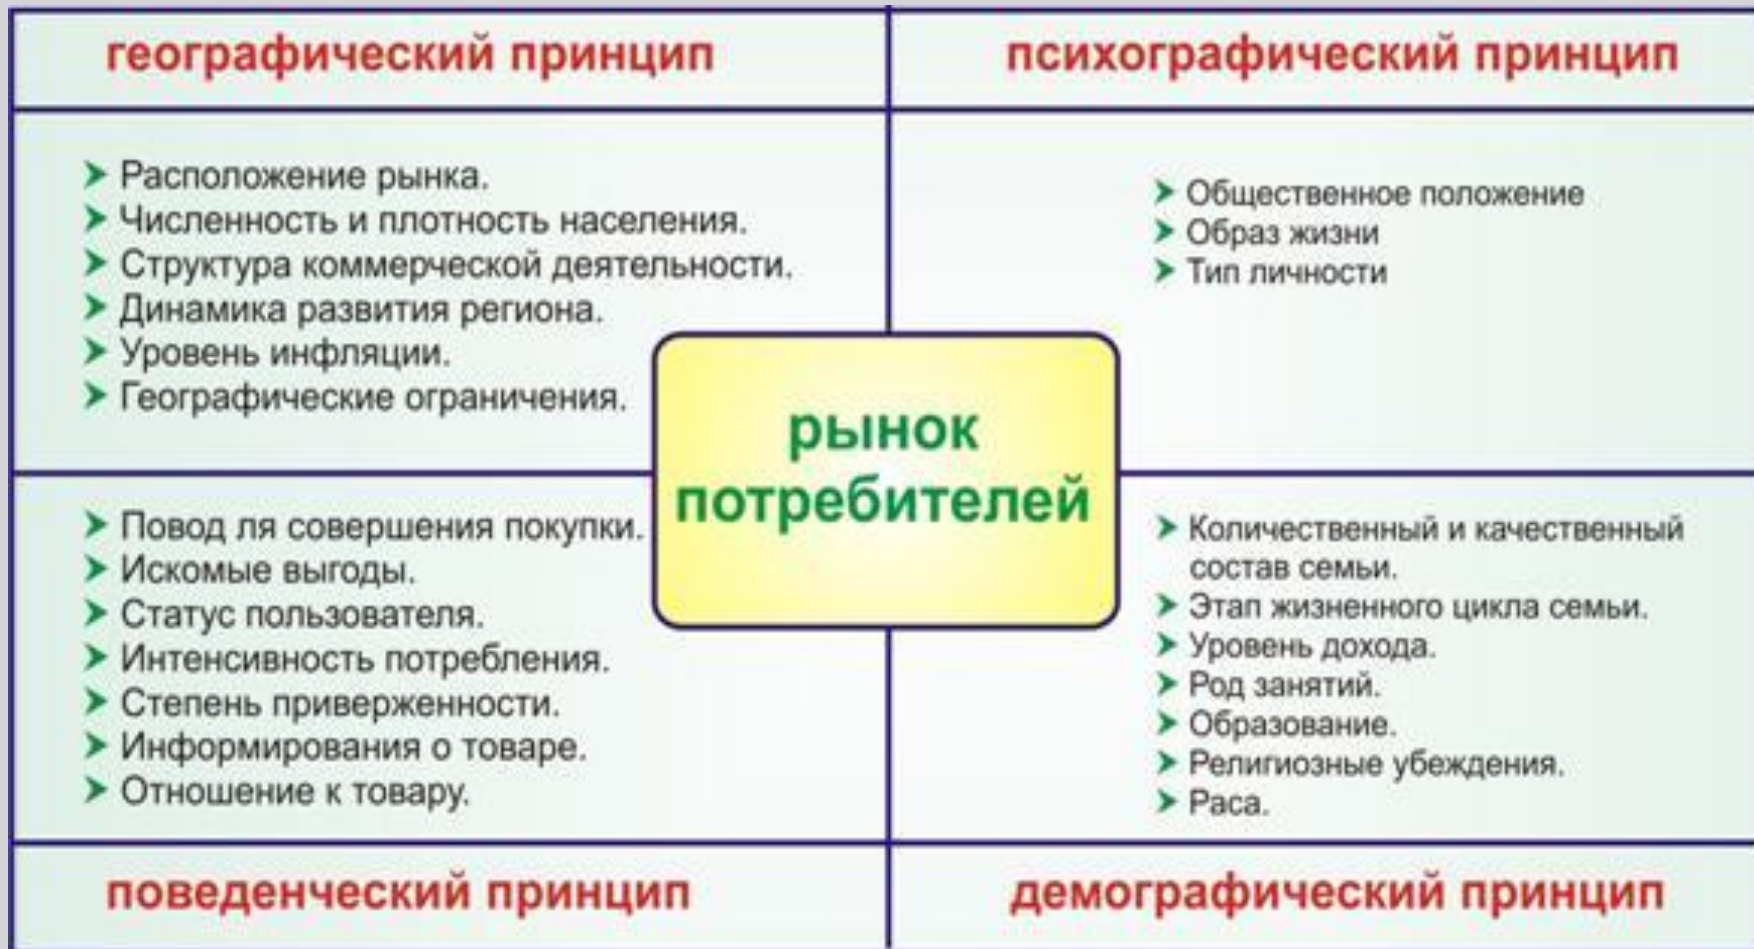 географический принцип
психографический принцип
Расположение рынка.
Численность и плотность населения.
Структура коммерческой деятельности.
Динамика развития региона.
Уровень инфляции.
Географические ограничения.
Общественное положение
Образ жизни
Тип личности
рынок
потребителей
Повод ля совершения покупки.
Искомые выгоды.
Статус пользователя.
Интенсивность потребления.
Степень приверженности.
Информирования о товаре.
Отношение к товару.
Количественный и качественный
состав семьи.
Этап жизненного цикла семьи.
Уровень дохода.
Род занятий.
Образование.
Религиозные убеждения.
Раса.
поведенческий принцип
демографический принцип